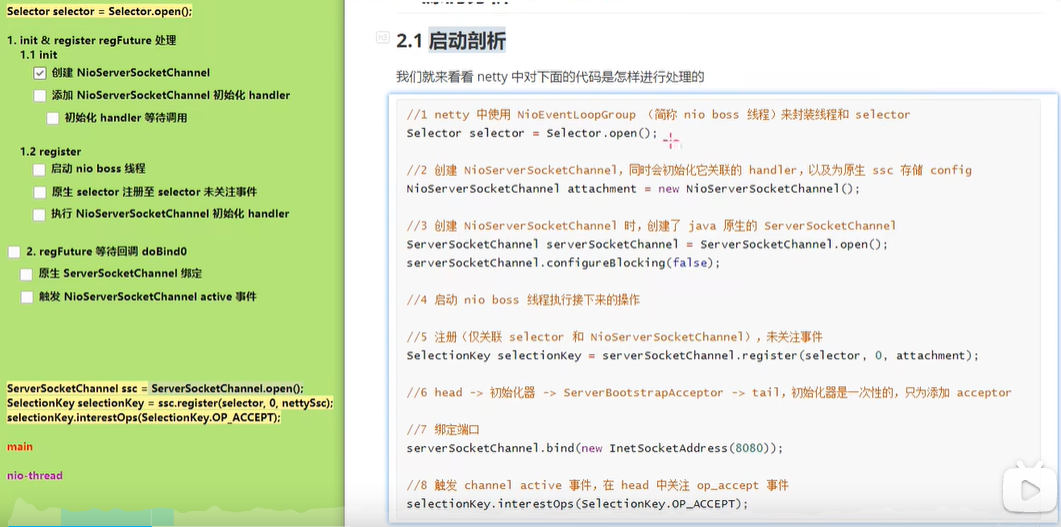 Selector selector = Selector.open();
1. init & register regFuture 处理
1.1 init
创建 NioServerSocketChannel
添加 NioServerSocketChannel 初始化 handler
初始化 handler 等待调用
1.2 register
启动 nio boss 线程
原生 selector 注册至 selector 未关注事件
执行 NioServerSocketChannel 初始化 handler
2. regFuture 等待回调 doBind0
原生 ServerSocketChannel 绑定
触发 NioServerSocketChannel active 事件
ServerSocketChannel ssc = ServerSocketChannel.open();
SelectionKey selectionKey = ssc.register(selector, 0, nettySsc);
selectionKey.interestOps(SelectionKey.OP_ACCEPT);
main
nio-thread
2.1 启动剖析
我们就来看看 netty 中对下面的代码是怎样进行处理的
//1 netty 中使用 NioEventLoopGroup （简称 nio boss 线程）来封装线程和 selector
Selector selector = Selector.open();
//2 创建 NioServerSocketChannel，同时会初始化它关联的 handler，以及为原生 ssc 存储 config
NioServerSocketChannel attachment = new NioServerSocketChannel();
//3 创建 NioServerSocketChannel 时，创建了 java 原生的 ServerSocketChannel
ServerSocketChannel serverSocketChannel = ServerSocketChannel.open();
serverSocketChannel.configureBlocking(false);
//4 启动 nio boss 线程执行接下来的操作
//5 注册（仅关联 selector 和 NioServerSocketChannel），未关注事件
SelectionKey selectionKey = serverSocketChannel.register(selector, 0, attachment);
//6 head -> 初始化器 -> ServerBootstrapAcceptor -> tail，初始化器是一次性的，只为添加 acceptor
//7 绑定端口
serverSocketChannel.bind(new InetSocketAddress(8080));
//8 触发 channel active 事件，在 head 中关注 op_accept 事件
selectionKey.interestOps(SelectionKey.OP_ACCEPT);